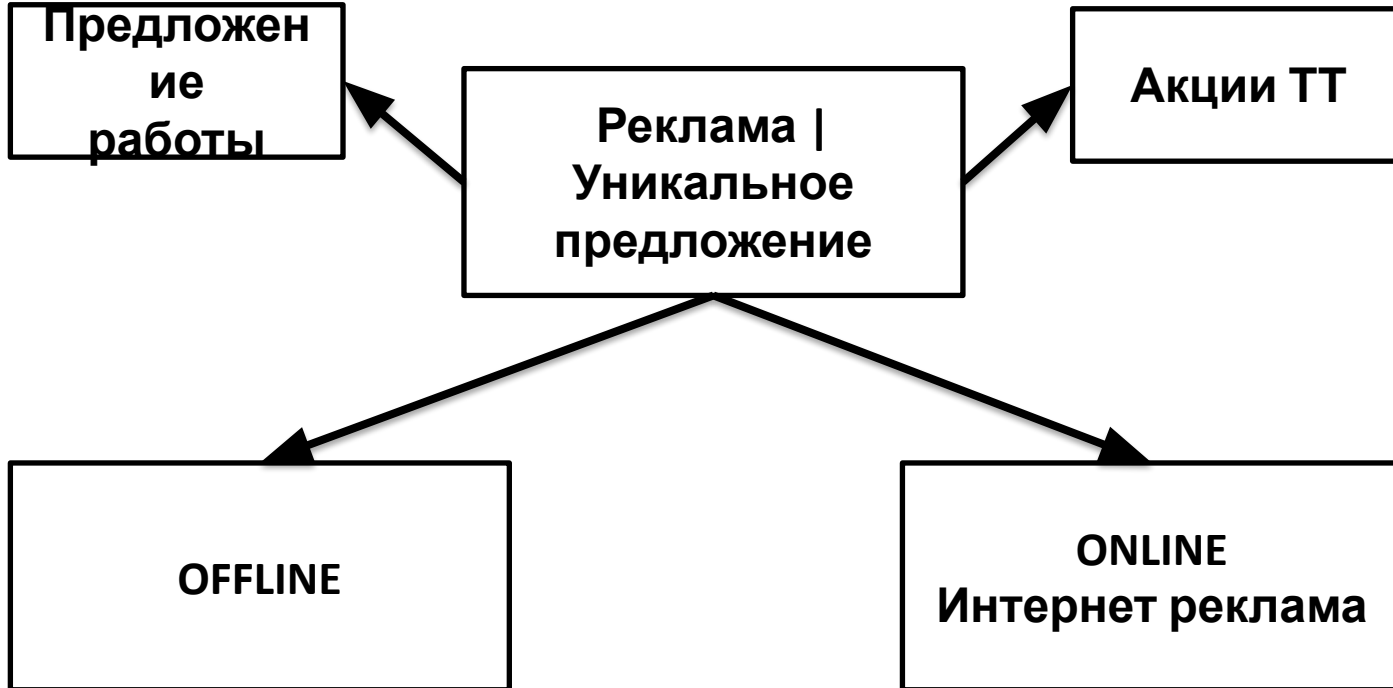 Предложен
ие
работы
Реклама |
Уникальное
предложение
Акции ТТ
OFFLINE
ONLINE
Интернет реклама